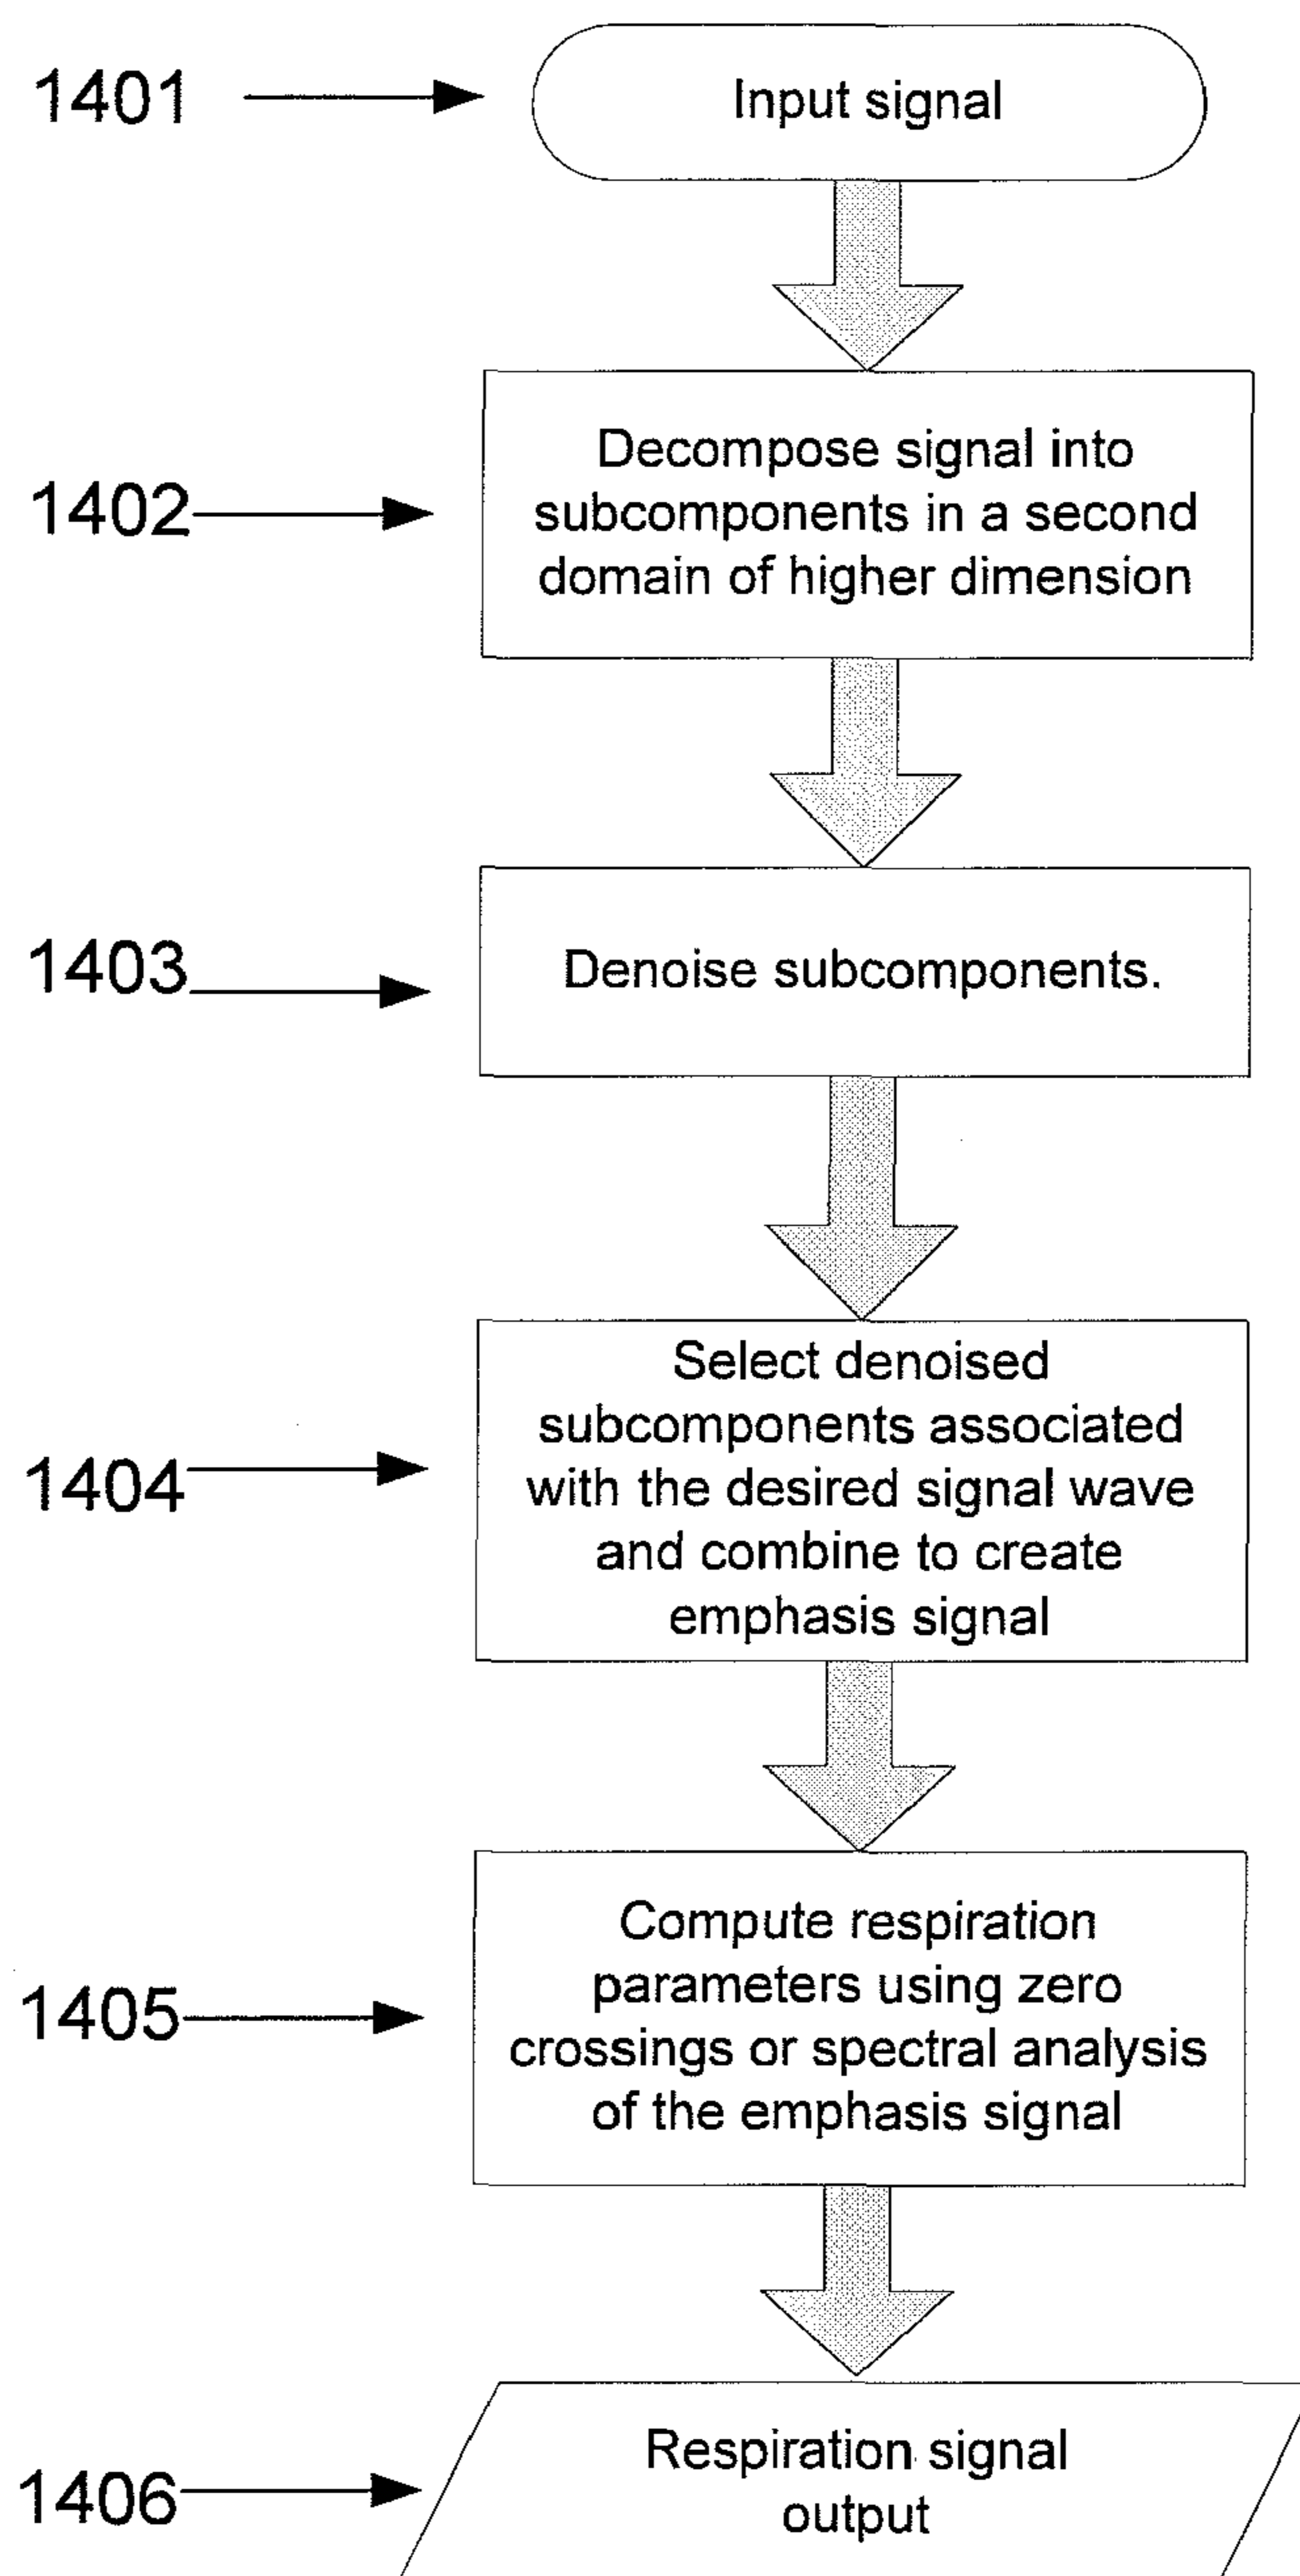 1401
Input signal
1402
Decompose signal into
subcomponents in a second
domain of higher dimension
1403
Denoise subcomponents.
1404
Select denoised
subcomponents associated
with the desired signal wave
and combine to create
emphasis signal
1405
Compute respiration
parameters using zero
crossings or spectral analysis
of the emphasis signal
1406
Respiration signal
output